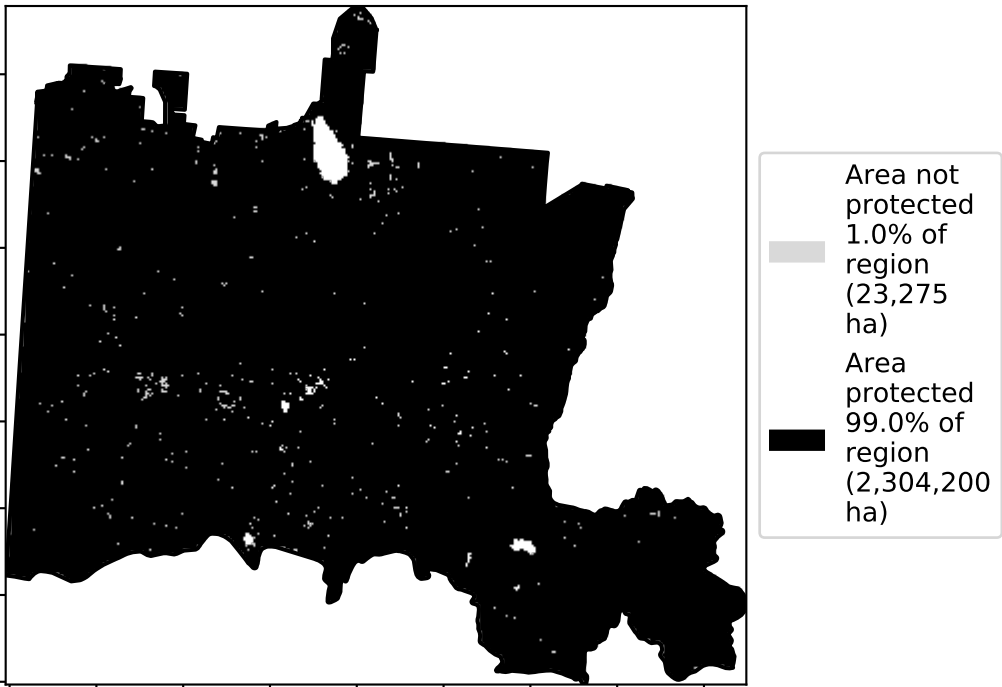 Area not
protected
1.0% of
region
(23,275
ha)
Area
protected
99.0% of
region
(2,304,200
ha)